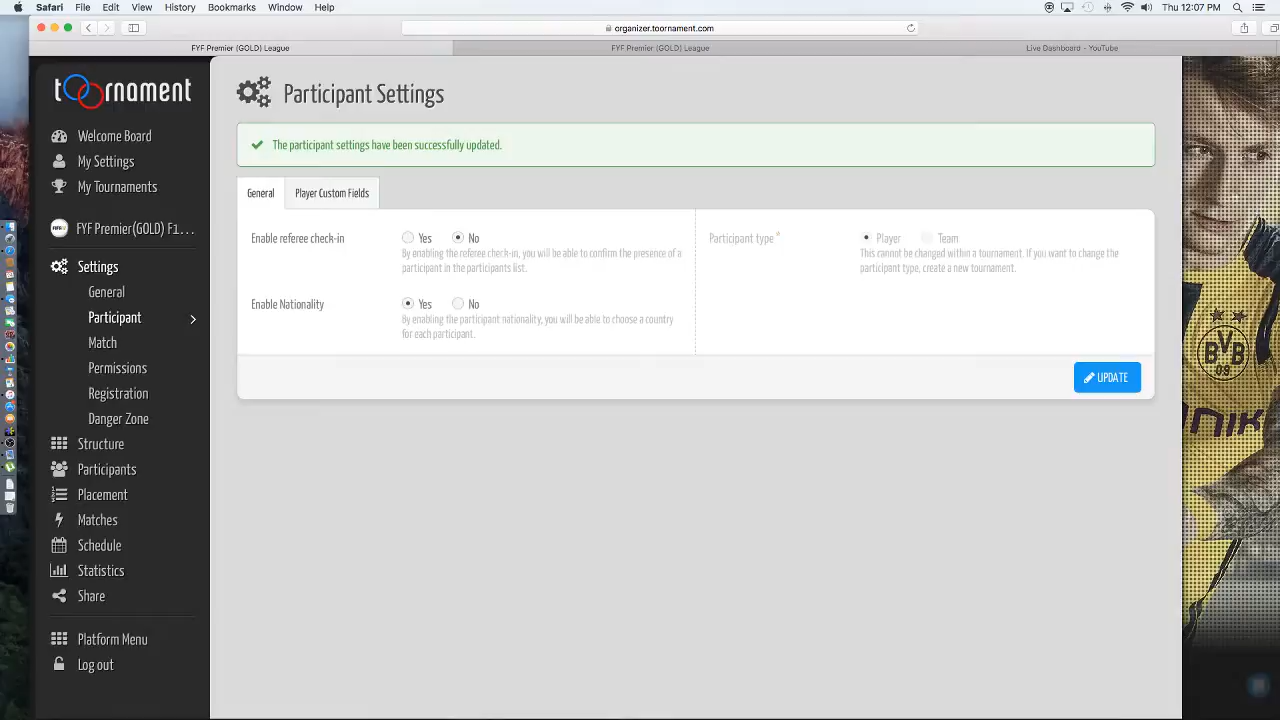 Safari File Edit View History Bookmarks Window Help
Thu 12:07 PM
organizer.toornament.com
FYF Premier (GOLD) League
FYF Premier (GOLD) League
Live Dashboard - YouTube
toornament
Welcome Board
My Settings
My Tournaments
FYF Premier(GOLD) F1...
Settings
General
Participant
Match
Permissions
Registration
Danger Zone
Structure
Participants
Placement
Matches
Schedule
Statistics
Share
Platform Menu
Log out
Participant Settings
The participant settings have been successfully updated.
General
Player Custom Fields
Enable referee check-in
Yes No
By enabling the referee check-in, you will be able to confirm the presence of a
participant in the participants list.
Enable Nationality
Yes No
By enabling the participant nationality, you will be able to choose a country
for each participant.
Participant type *
Player Team
This cannot be changed within a tournament. If you want to change the
participant type, create a new tournament.
UPDATE
BVB
09